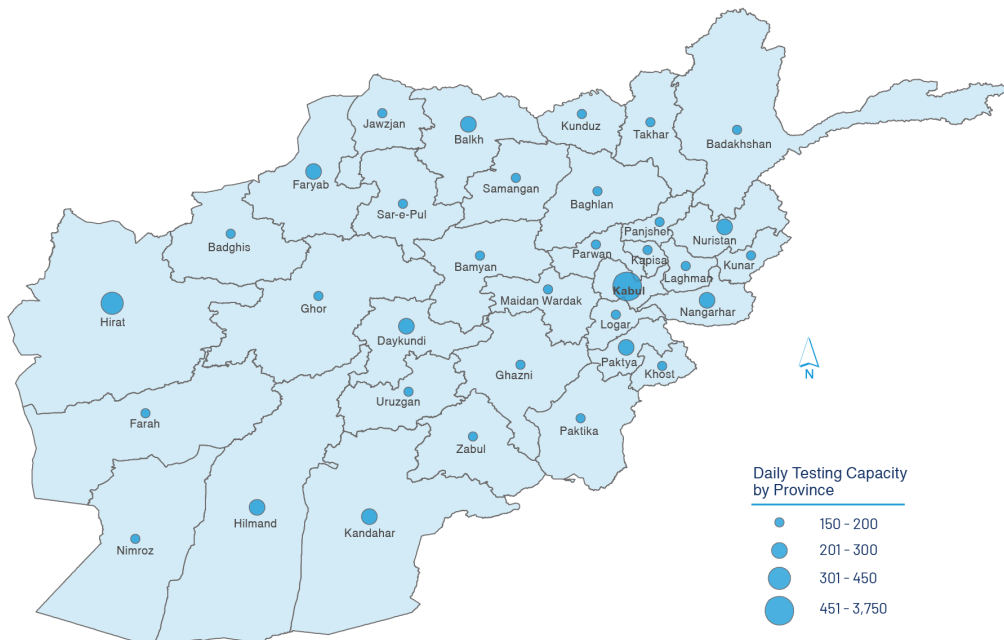 Jawzjan
Balkh
Kunduz
Takhar
Badakhshan
Faryab
Samangan
Baghlan
Sar-e-Pul
Badghis
Panjsher
Nuristan
Parwan
Kapisa
Kunar
Bamyan
Laghman
Kabul
Maidan Wardak
Ghor
Nangarhar
Hirat
Logar
Daykundi
Paktya
Khost
Ghazni
Uruzgan
Farah
Paktika
Zabul
Hilmand
Kandahar
Nimroz
N
Daily Testing Capacity
by Province
150 - 200
201 - 300
301 - 450
451 - 3,750